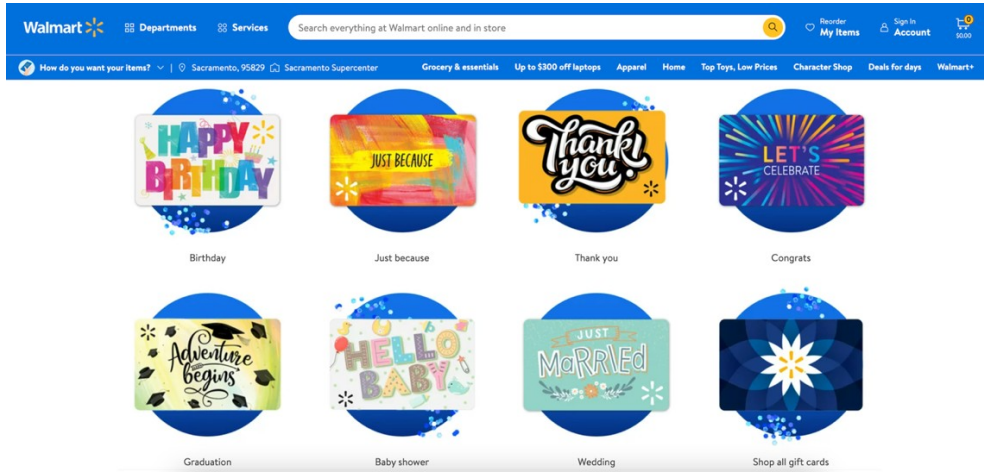 Walmart
Departments
Services
Search everything at Walmart online and in store
Reorder
My Items
Sign In
Account
0
$0.00
How do you want your items? | Sacramento, 95829 Sacramento Supercenter
Grocery & essentials
Up to $300 off laptops
Apparel
Home
Top Toys, Low Prices
Character Shop
Deals for days
Walmart+
HAPPY
BIRTHDAY
JUST BECAUSE
Thank
you
LET'S
CELEBRATE
Birthday
Just because
Thank you
Congrats
Adventure
begins
HELLO
BABY
JUST
MARRIEd
Graduation
Baby shower
Wedding
Shop all gift cards